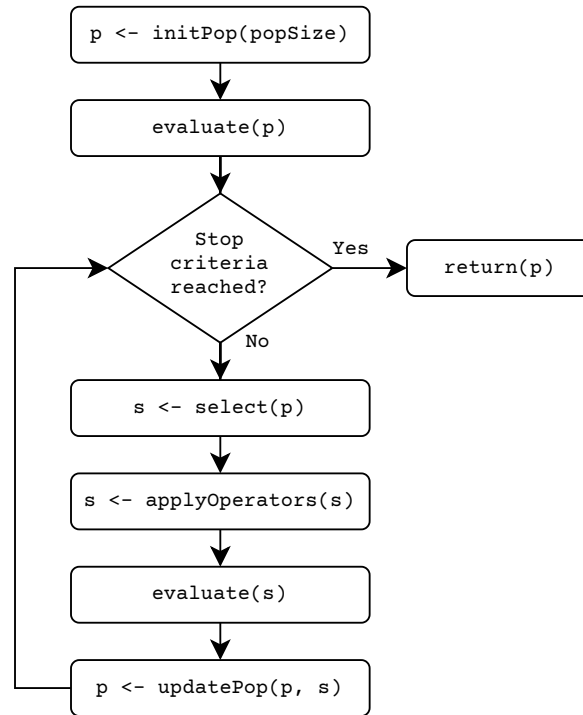 p <- initPop(popSize)
evaluate(p)
Stop
criteria
reached?
Yes
return(p)
No
s <- select(p)
s <- applyOperators(s)
evaluate(s)
p <- updatePop(p, s)